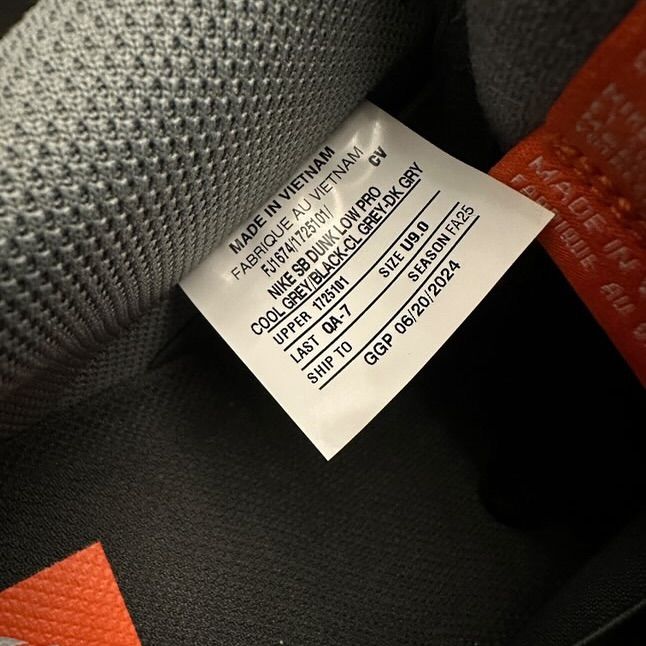 MADE IN VIETNAM
FABRIQUE AU VIETNAM CV
FJ1674/1725101/
NIKE SB DUNK LOW PRO
COOL GREY/BLACK-CL GREY-DK GRY
UPPER 1725101 SIZE U9.0
LAST QA-7 SEASON FA25
SHIP TO GGP 06/20/2024
MADE IN
AU